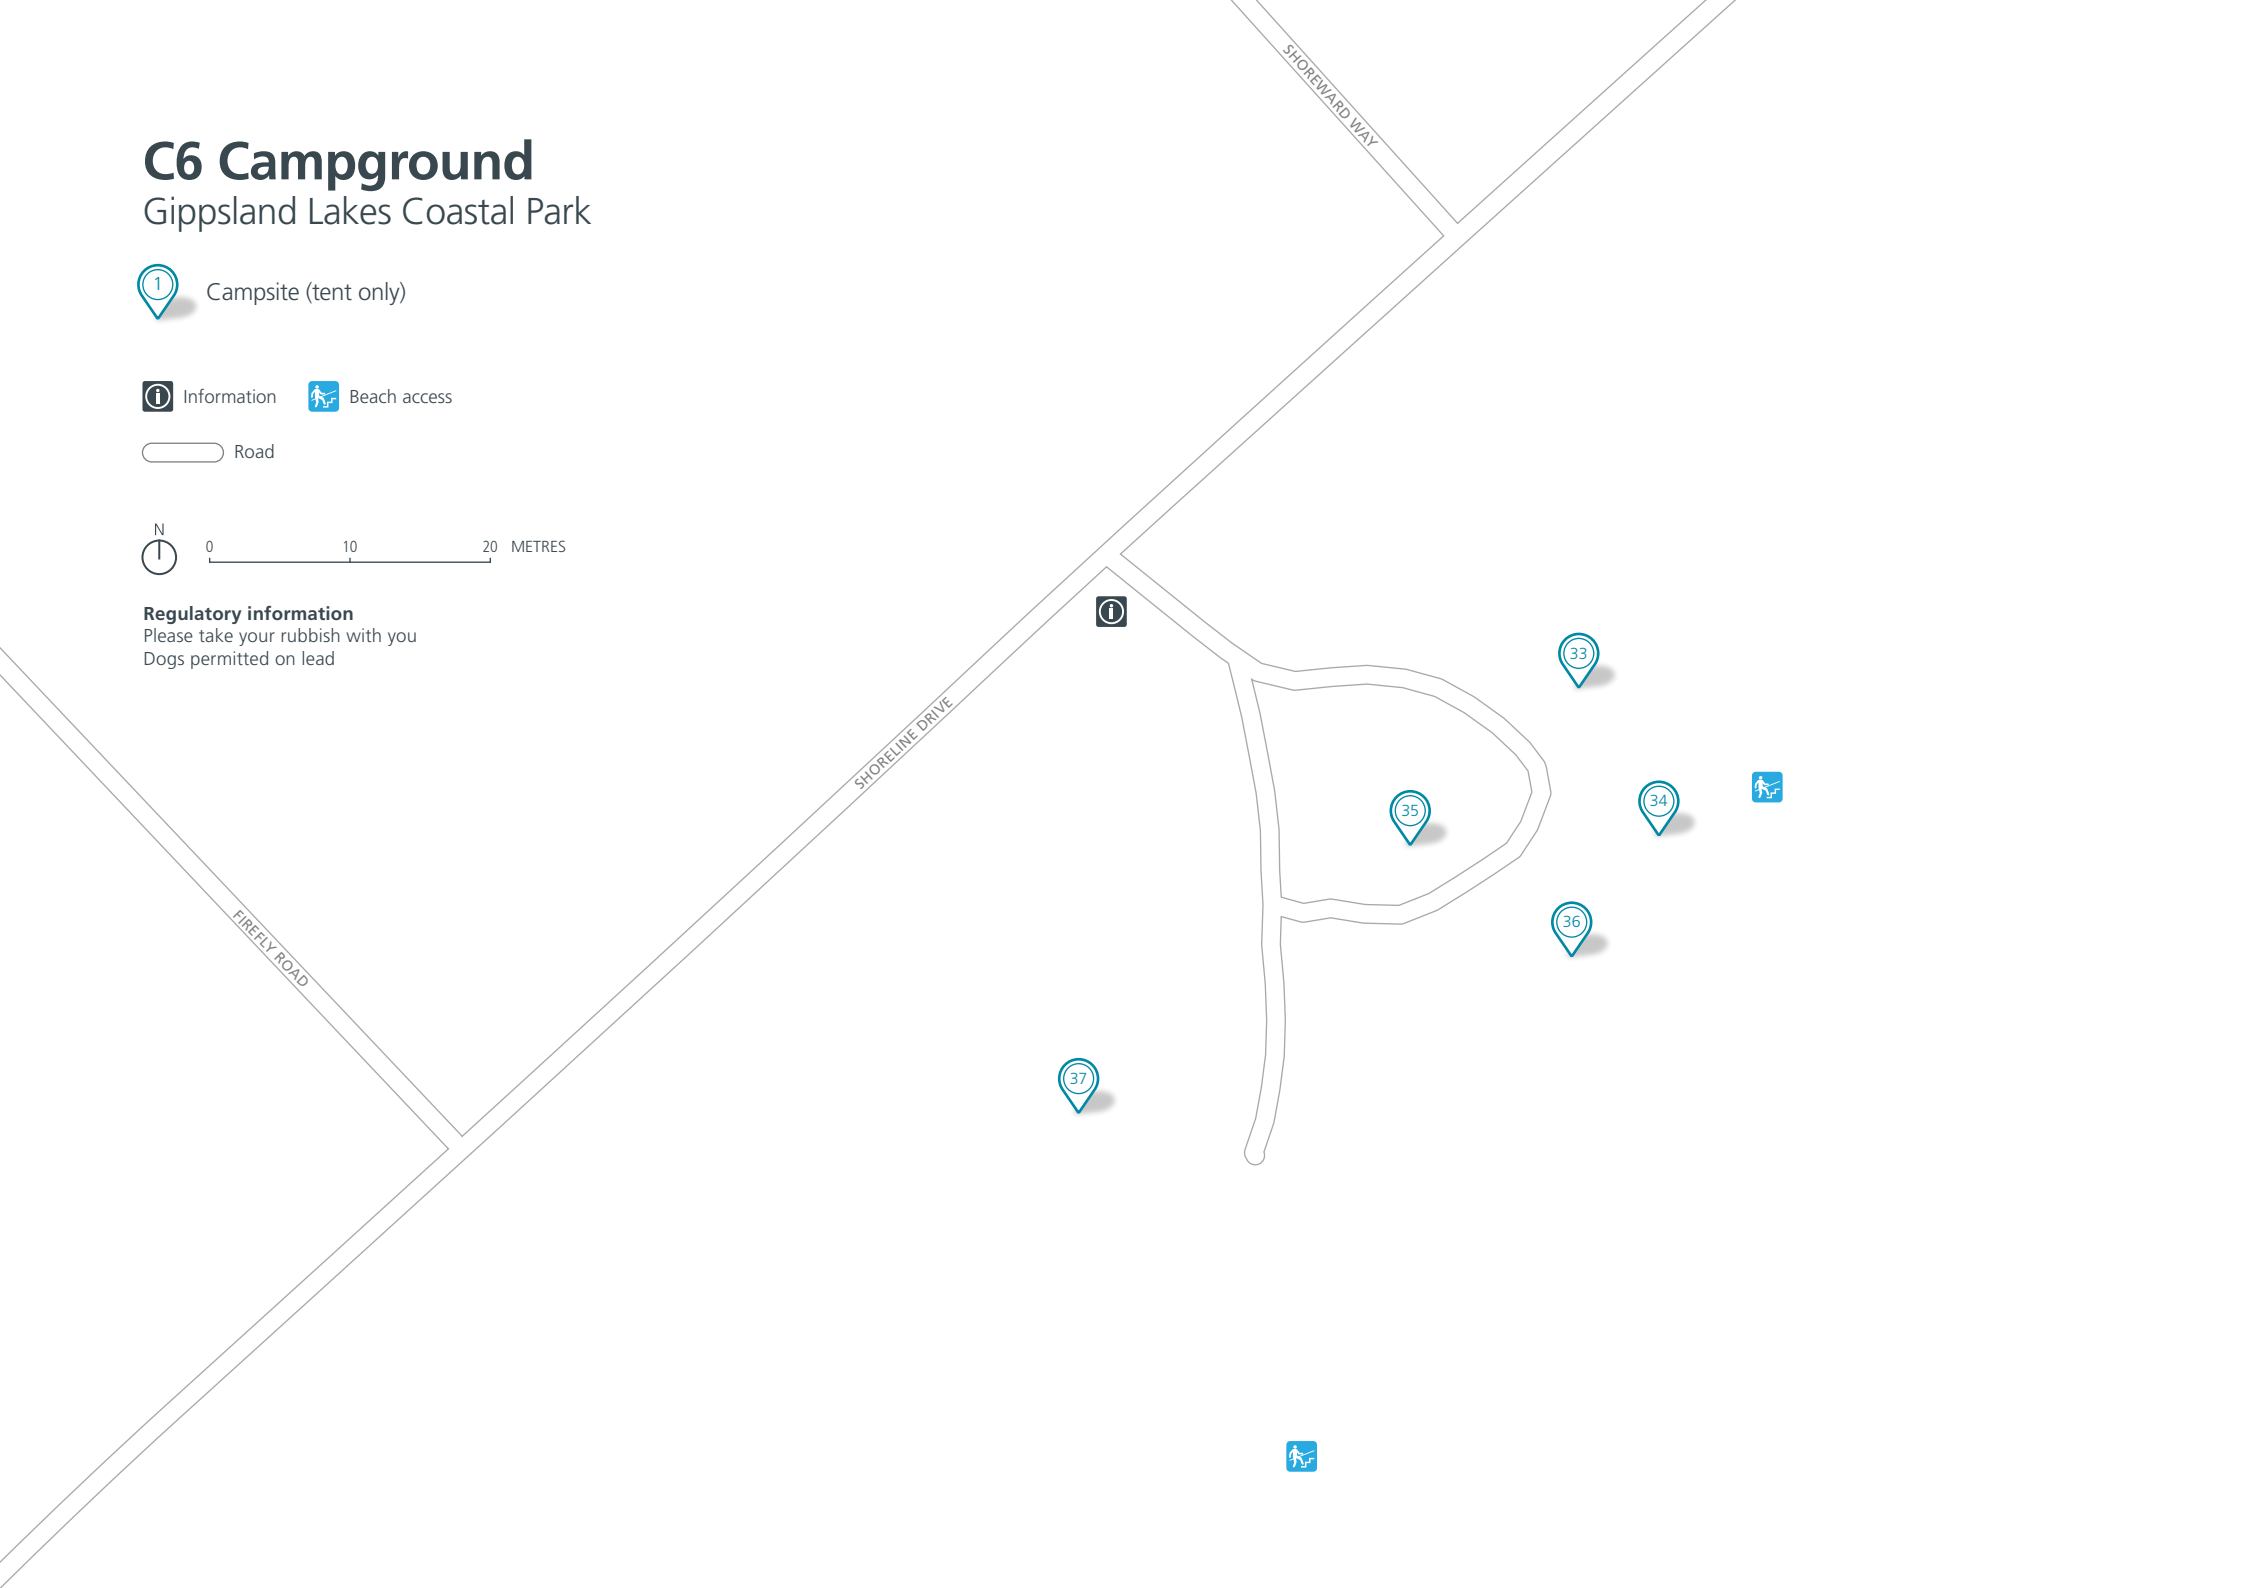 C6 Campground
Gippsland Lakes Coastal Park
1
Campsite (tent only)
Information
Beach access
Road
N
0 10 20 METRES
Regulatory information
Please take your rubbish with you
Dogs permitted on lead
SHOREWARD WAY
SHORELINE DRIVE
FIREFLY ROAD
33
34
35
36
37